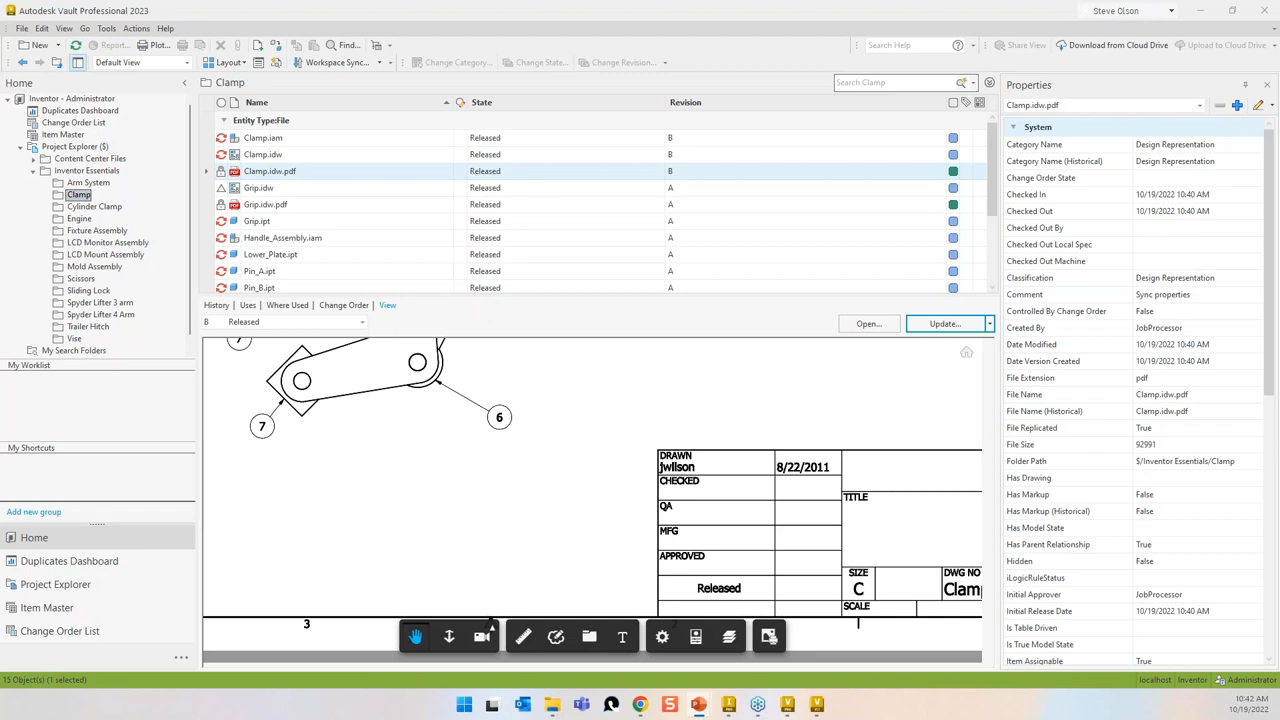 Autodesk Vault Professional 2023
Steve Olson
File Edit View Go Tools Actions Help
New Report... Plot... Find... Search Help Share View Download from Cloud Drive Upload to Cloud Drive
Default View Layout Workspace Sync... Change Category... Change State... Change Revision...
Home
Inventor - Administrator
Duplicates Dashboard
Change Order List
Item Master
Project Explorer ($)
Content Center Files
Inventor Essentials
Arm System
Clamp
Cylinder Clamp
Engine
Fixture Assembly
LCD Monitor Assembly
LCD Mount Assembly
Mold Assembly
Scissors
Sliding Lock
Spyder Lifter 3 arm
Spyder Lifter 4 Arm
Trailer Hitch
Vise
My Search Folders
My Worklist
My Shortcuts
Add new group
Home
Duplicates Dashboard
Project Explorer
Item Master
Change Order List
Clamp
Search Clamp
Name State Revision
Entity Type:File
Clamp.iam Released B
Clamp.idw Released B
Clamp.idw.pdf Released B
Grip.idw Released A
Grip.idw.pdf Released A
Grip.ipt Released A
Handle_Assembly.iam Released A
Lower_Plate.ipt Released A
Pin_A.ipt Released A
Pin_B.ipt Released A
History Uses Where Used Change Order View
B Released Open... Update...
7
6
DRAWN
jwilson 8/22/2011
CHECKED
QA
MFG
APPROVED
Released
TITLE
SIZE
C
DWG NO
Clamp
SCALE
3 2 1
T
Properties
Clamp.idw.pdf
System
Category Name Design Representation
Category Name (Historical) Design Representation
Change Order State
Checked In 10/19/2022 10:40 AM
Checked Out 10/19/2022 10:40 AM
Checked Out By
Checked Out Local Spec
Checked Out Machine
Classification Design Representation
Comment Sync properties
Controlled By Change Order False
Created By JobProcessor
Date Modified 10/19/2022 10:40 AM
Date Version Created 10/19/2022 10:40 AM
File Extension pdf
File Name Clamp.idw.pdf
File Name (Historical) Clamp.idw.pdf
File Replicated True
File Size 92991
Folder Path $/Inventor Essentials/Clamp
Has Drawing
Has Markup False
Has Markup (Historical) False
Has Model State
Has Parent Relationship True
Hidden False
iLogicRuleStatus
Initial Approver JobProcessor
Initial Release Date 10/19/2022 10:40 AM
Is Table Driven
Is True Model State
Item Assignable True
15 Object(s) (1 selected)
localhost Inventor Administrator
10:42 AM
10/19/2022